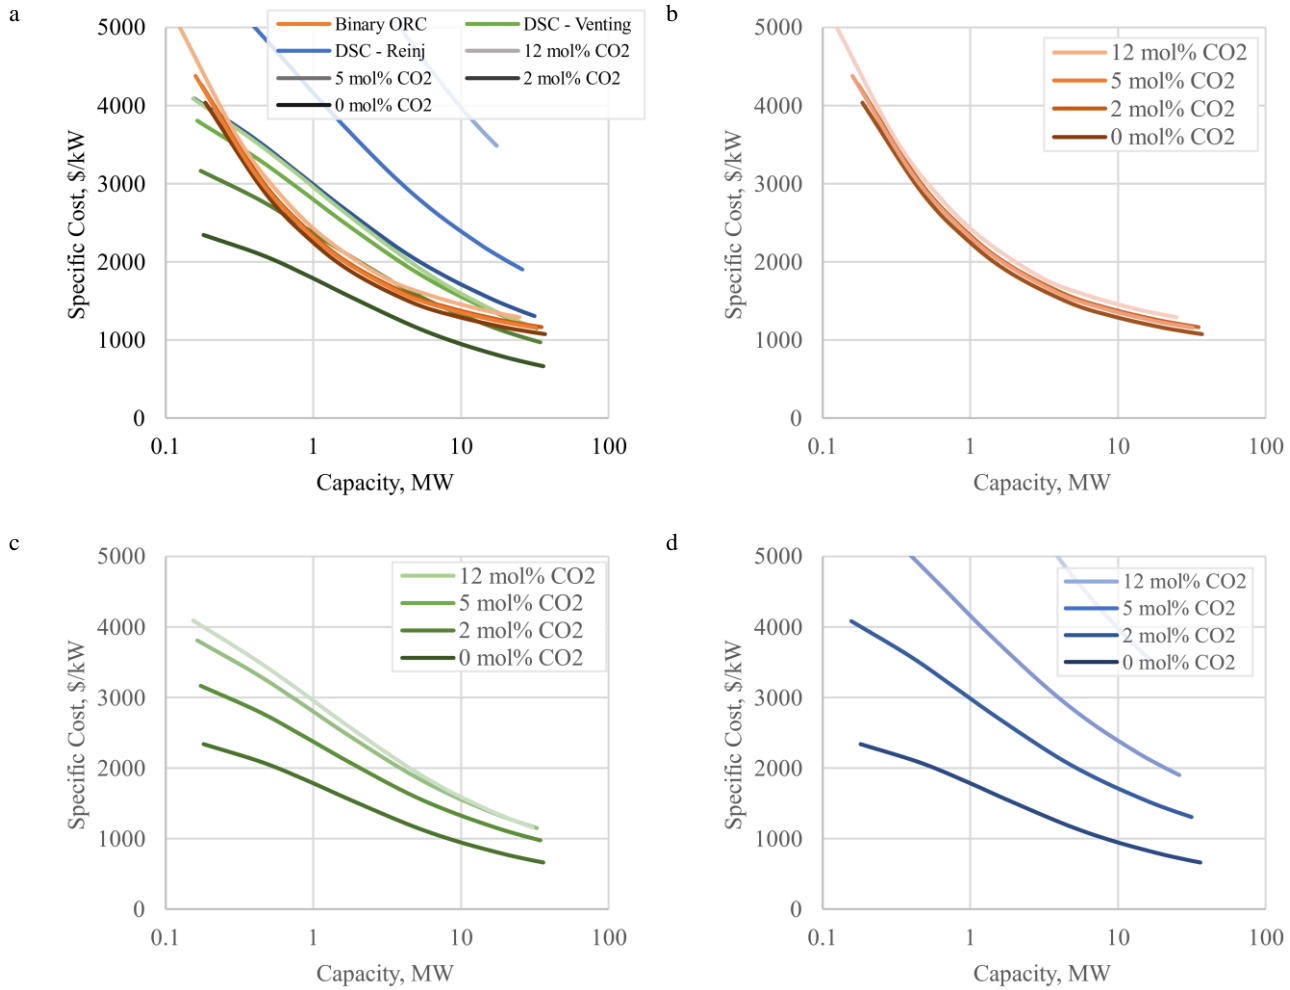 a
5000
4000
3000
2000
1000
0
Specific Cost, $/kW
0.1
1
10
100
Capacity, MW
Binary ORC
DSC - Venting
DSC - Reinj
12 mol% CO2
5 mol% CO2
2 mol% CO2
0 mol% CO2
b
5000
4000
3000
2000
1000
0
Specific Cost, $/kW
0.1
1
10
100
Capacity, MW
12 mol% CO2
5 mol% CO2
2 mol% CO2
0 mol% CO2
c
5000
4000
3000
2000
1000
0
Specific Cost, $/kW
0.1
1
10
100
Capacity, MW
12 mol% CO2
5 mol% CO2
2 mol% CO2
0 mol% CO2
d
5000
4000
3000
2000
1000
0
Specific Cost, $/kW
0.1
1
10
100
Capacity, MW
12 mol% CO2
5 mol% CO2
2 mol% CO2
0 mol% CO2